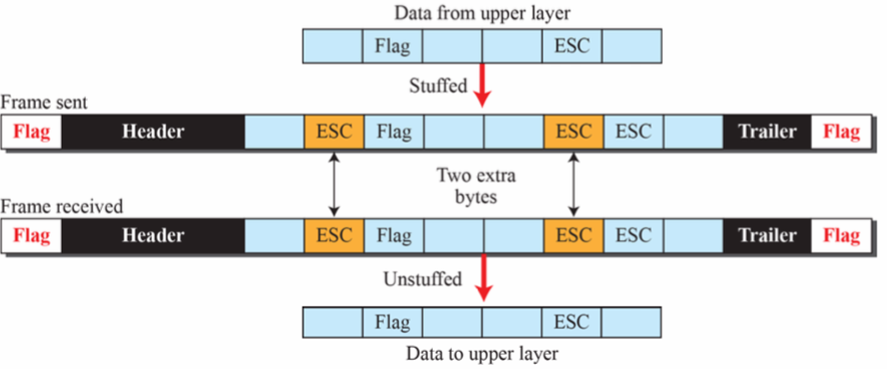 Data from upper layer
Flag ESC
Stuffed
Frame sent
Flag Header ESC Flag ESC ESC Trailer Flag
Two extra
bytes
Frame received
Flag Header ESC Flag ESC ESC Trailer Flag
Unstuffed
Flag ESC
Data to upper layer